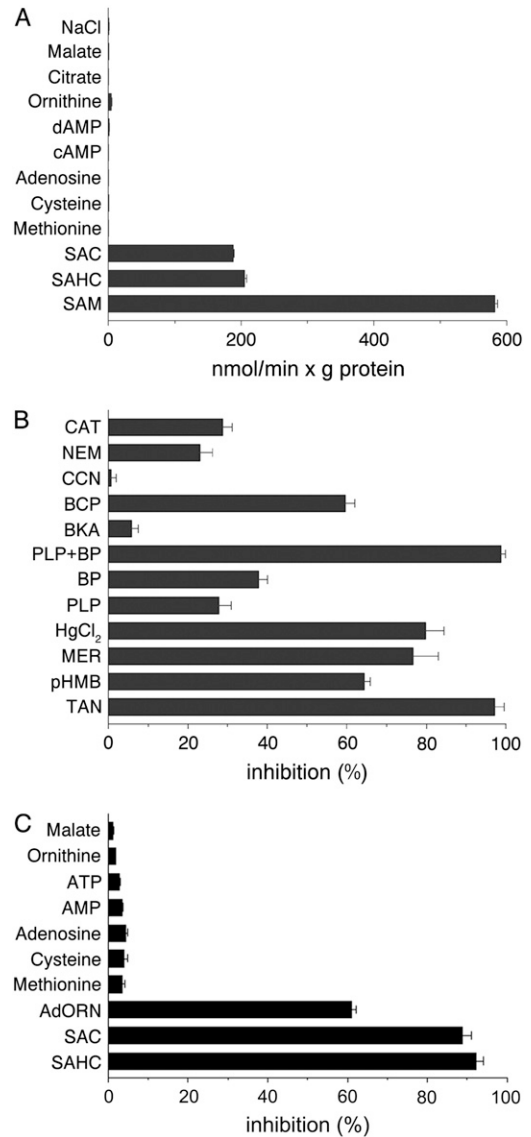 A
NaCl
Malate
Citrate
Ornithine
dAMP
cAMP
Adenosine
Cysteine
Methionine
SAC
SAHC
SAM
0 200 400 600
nmol/min x g protein
B
CAT
NEM
CCN
BCP
BKA
PLP+BP
BP
PLP
HgCl₂
MER
pHMB
TAN
0 20 40 60 80 100
inhibition (%)
C
Malate
Ornithine
ATP
AMP
Adenosine
Cysteine
Methionine
AdORN
SAC
SAHC
0 20 40 60 80 100
inhibition (%)